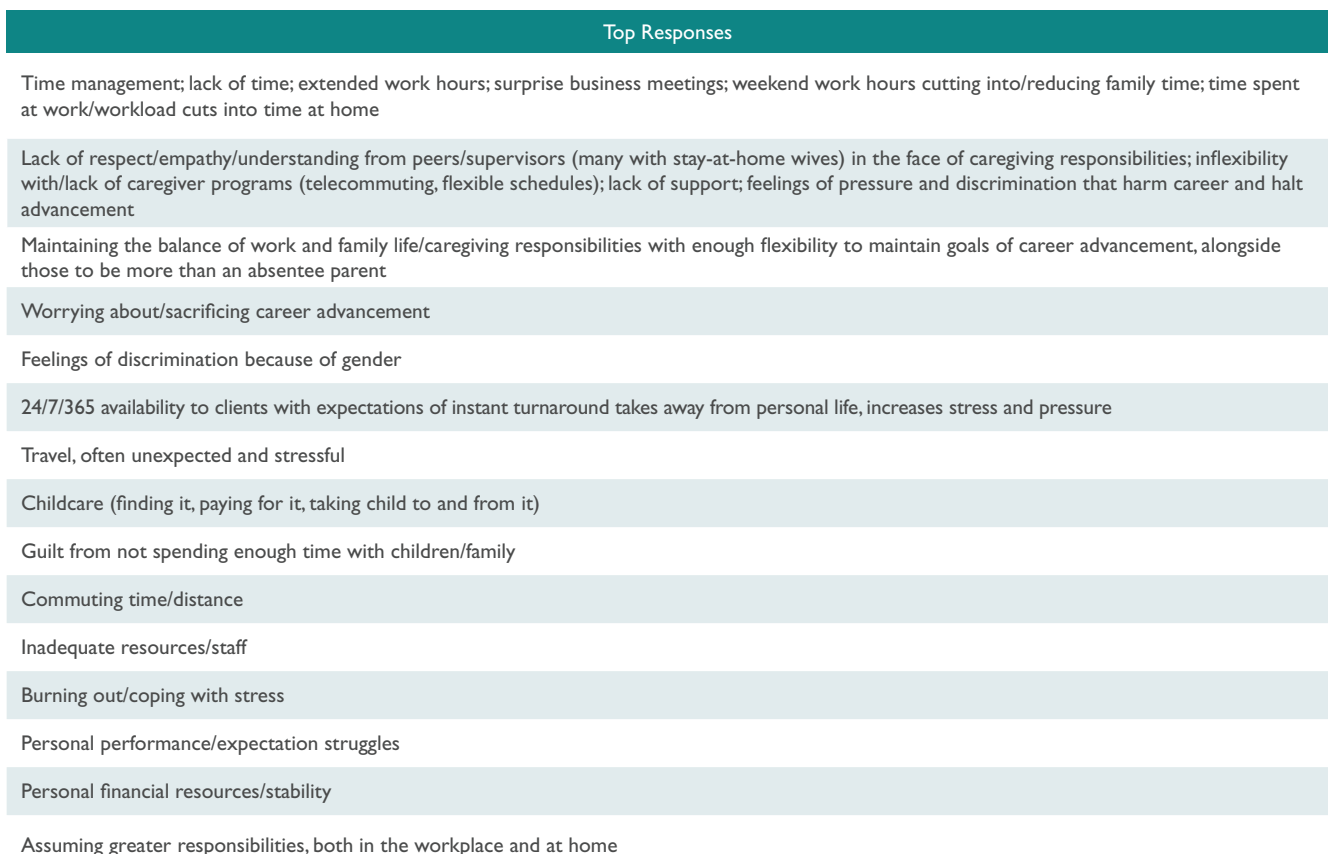 Top Responses
Time management; lack of time; extended work hours; surprise business meetings; weekend work hours cutting into/reducing family time; time spent
at work/workload cuts into time at home
Lack of respect/empathy/understanding from peers/supervisors (many with stay-at-home wives) in the face of caregiving responsibilities; inflexibility
with/lack of caregiver programs (telecommuting, flexible schedules); lack of support; feelings of pressure and discrimination that harm career and halt
advancement
Maintaining the balance of work and family life/caregiving responsibilities with enough flexibility to maintain goals of career advancement, alongside
those to be more than an absentee parent
Worrying about/sacrificing career advancement
Feelings of discrimination because of gender
24/7/365 availability to clients with expectations of instant turnaround takes away from personal life, increases stress and pressure
Travel, often unexpected and stressful
Childcare (finding it, paying for it, taking child to and from it)
Guilt from not spending enough time with children/family
Commuting time/distance
Inadequate resources/staff
Burning out/coping with stress
Personal performance/expectation struggles
Personal financial resources/stability
Assuming greater responsibilities, both in the workplace and at home